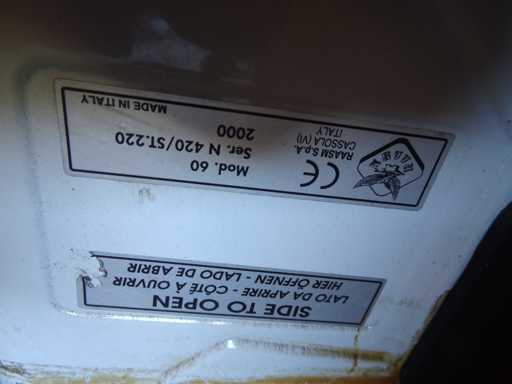 SIDE TO OPEN
LATO DA APRIRE - CÔTÉ À OUVRIR
HIER ÖFFNEN - LADO DE ABRIR
RAASM S.p.A.
CASSOLA (VI)
ITALY
CE
Mod. 60
Ser. N 420/ST.220
2000
MADE IN ITALY